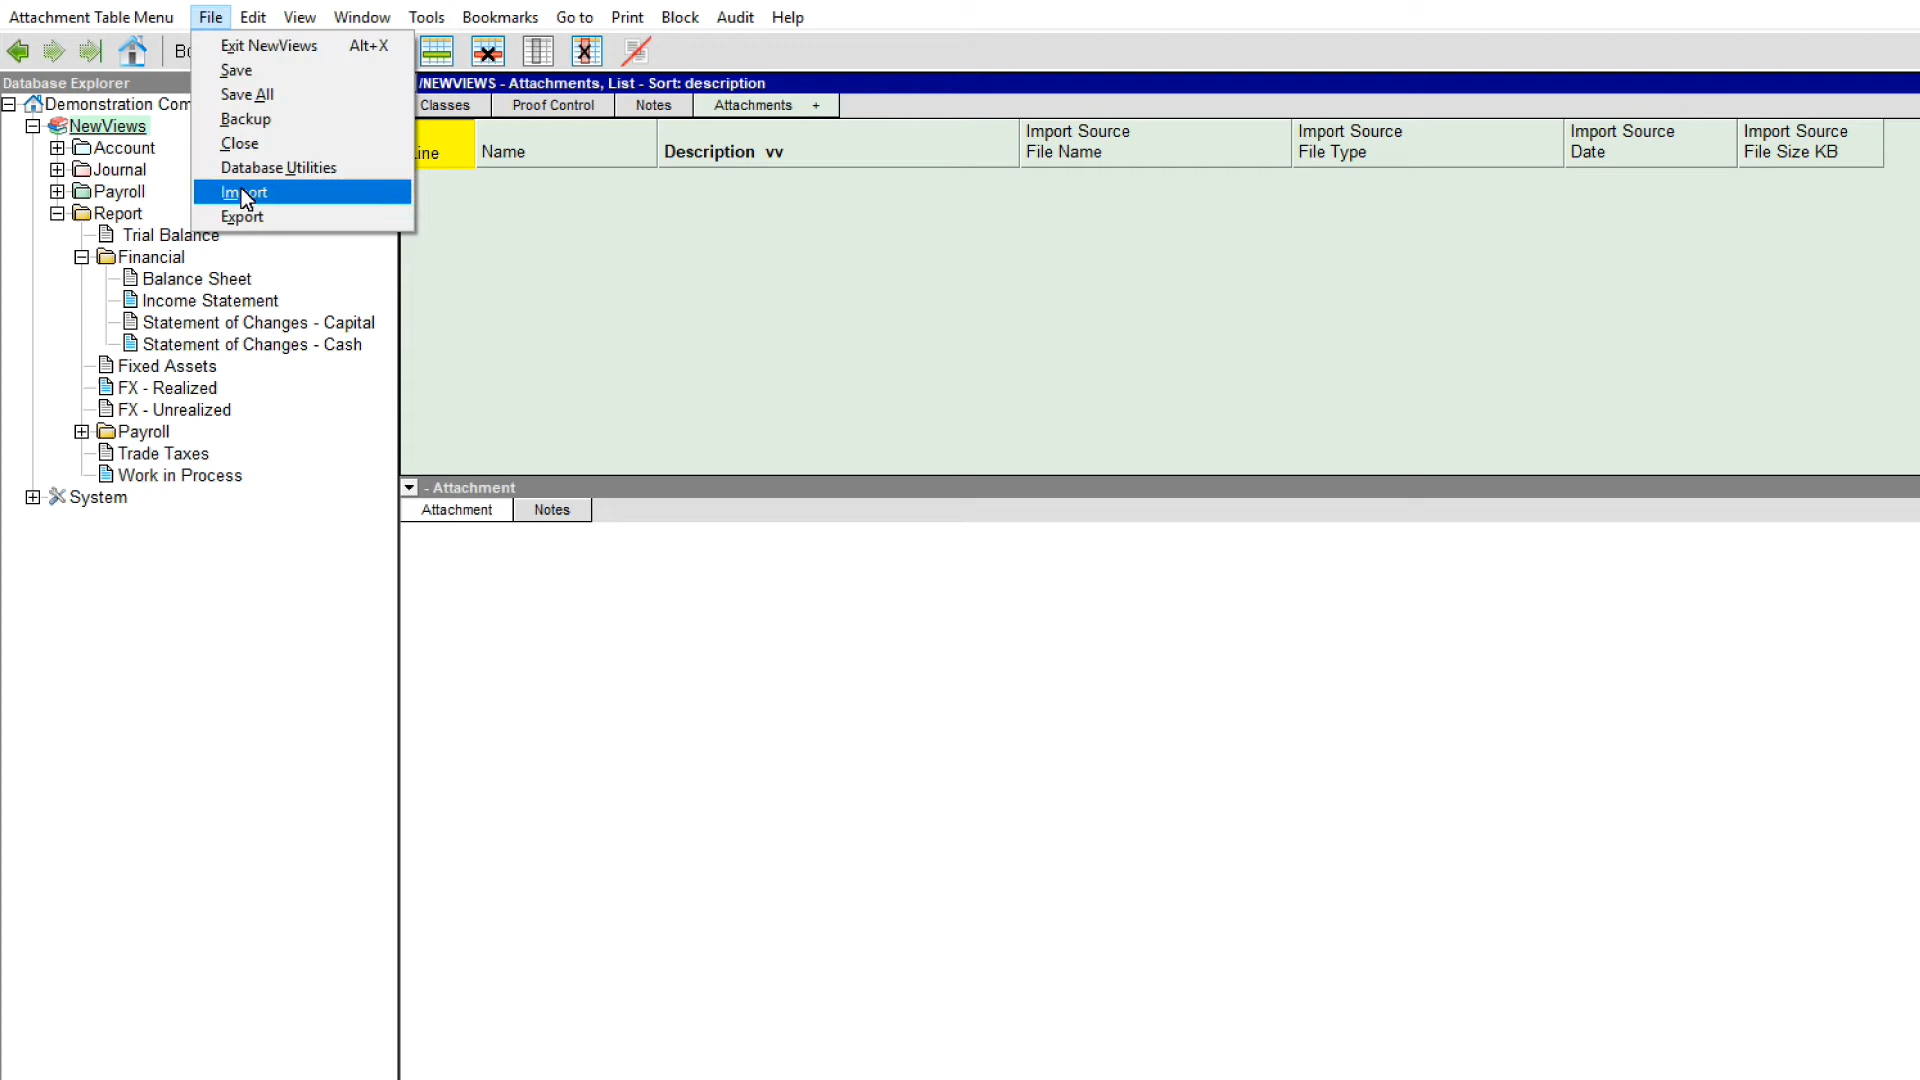 Attachment Table Menu File Edit View Window Tools Bookmarks Go to Print Block Audit Help
Exit NewViews Alt+X
Save
Save All
Backup
Close
Database Utilities
Import
Export
Database Explorer
Demonstration Com
NewViews
Account
Journal
Payroll
Report
Trial Balance
Financial
Balance Sheet
Income Statement
Statement of Changes - Capital
Statement of Changes - Cash
Fixed Assets
FX - Realized
FX - Unrealized
Payroll
Trade Taxes
Work in Process
System
/NEWVIEWS - Attachments, List - Sort: description
Classes Proof Control Notes Attachments +
Name Description vv Import Source File Name Import Source File Type Import Source Date Import Source File Size KB
- Attachment
Attachment Notes